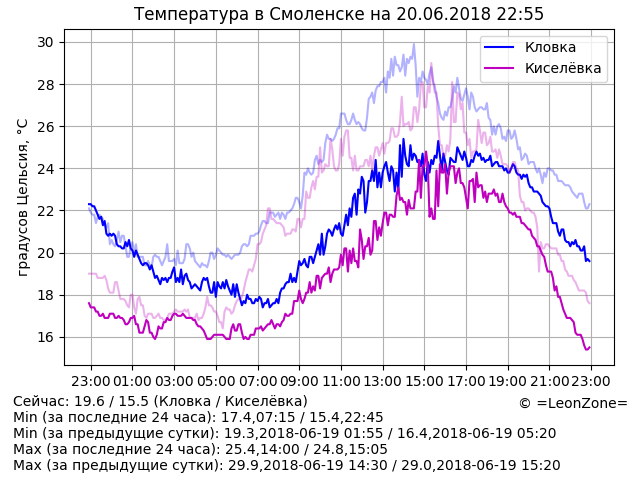 Температура в Смоленске на 20.06.2018 22:55
Кловка
Киселёвка
градусов Цельсия, °C
30
28
26
24
22
20
18
16
23:00 01:00 03:00 05:00 07:00 09:00 11:00 13:00 15:00 17:00 19:00 21:00 23:00
Сейчас: 19.6 / 15.5 (Кловка / Киселёвка)
© =LeonZone=
Min (за последние 24 часа): 17.4,07:15 / 15.4,22:45
Min (за предыдущие сутки): 19.3,2018-06-19 01:55 / 16.4,2018-06-19 05:20
Max (за последние 24 часа): 25.4,14:00 / 24.8,15:05
Max (за предыдущие сутки): 29.9,2018-06-19 14:30 / 29.0,2018-06-19 15:20